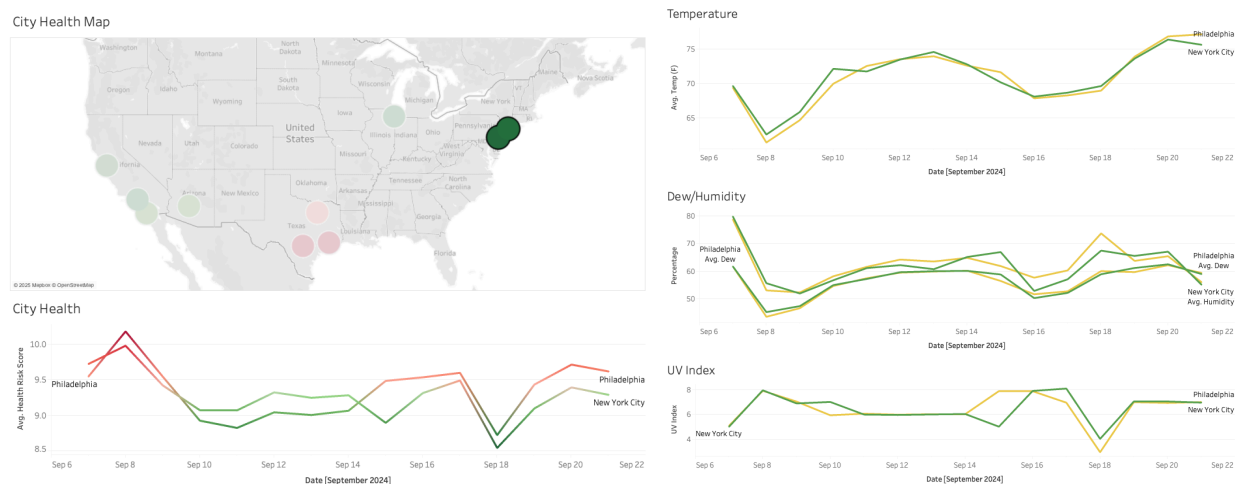 City Health Map
Washington
Montana
North
Dakota
Minnesota
Maine
Nova Scotia
Oregon
Idaho
Wyoming
South
Dakota
Wisconsin
Michigan
New York
VT
MA
RI
Nevada
Utah
Colorado
United
States
Iowa
Illinois
Indiana
Ohio
Pennsylvania
West
Virginia
Missouri
Kentucky
ifornia
Arizona
New Mexico
Oklahoma
Arkansas
Tennessee
North
Carolina
Mississippi
Texas
Louisiana
Georgia
Florida
© 2025 Mapbox © OpenStreetMap
City Health
Avg. Health Risk Score
10.0
9.5
9.0
8.5
Philadelphia
Philadelphia
New York City
Sep 6
Sep 8
Sep 10
Sep 12
Sep 14
Sep 16
Sep 18
Sep 20
Sep 22
Date [September 2024]
Temperature
Avg. Temp (F)
75
70
65
Philadelphia
New York City
Sep 6
Sep 8
Sep 10
Sep 12
Sep 14
Sep 16
Sep 18
Sep 20
Sep 22
Date [September 2024]
Dew/Humidity
Percentage
80
70
60
50
Philadelphia
Avg. Dew
Philadelphia
Avg. Dew
New York City
Avg. Humidity
Sep 6
Sep 8
Sep 10
Sep 12
Sep 14
Sep 16
Sep 18
Sep 20
Sep 22
Date [September 2024]
UV Index
UV Index
8
6
4
New York City
Philadelphia
New York City
Sep 6
Sep 8
Sep 10
Sep 12
Sep 14
Sep 16
Sep 18
Sep 20
Sep 22
Date [September 2024]